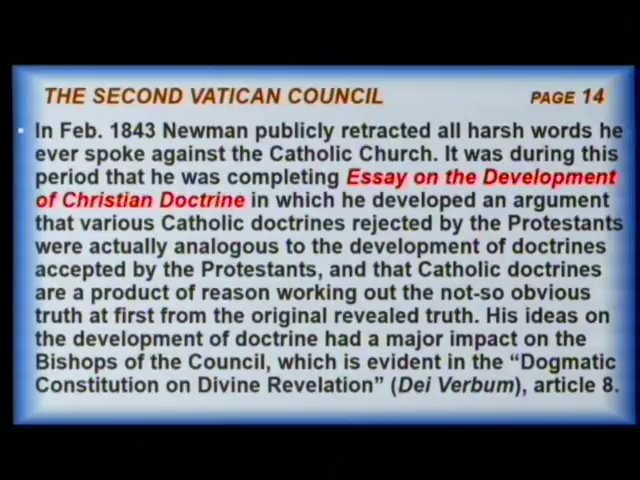 THE SECOND VATICAN COUNCIL PAGE 14
• In Feb. 1843 Newman publicly retracted all harsh words he
ever spoke against the Catholic Church. It was during this
period that he was completing Essay on the Development
of Christian Doctrine in which he developed an argument
that various Catholic doctrines rejected by the Protestants
were actually analogous to the development of doctrines
accepted by the Protestants, and that Catholic doctrines
are a product of reason working out the not-so obvious
truth at first from the original revealed truth. His ideas on
the development of doctrine had a major impact on the
Bishops of the Council, which is evident in the “Dogmatic
Constitution on Divine Revelation” (Dei Verbum), article 8.